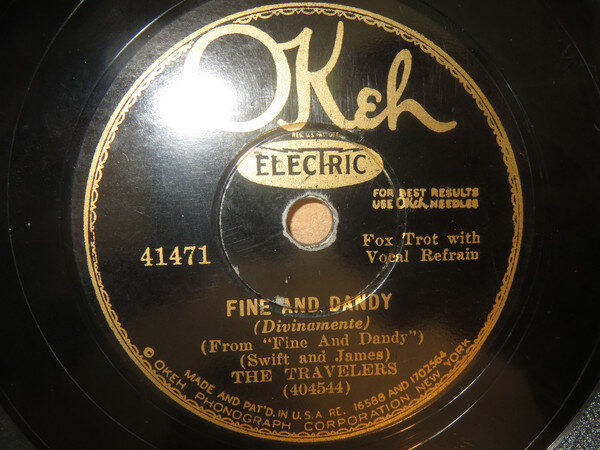 OKeh
REG. U.S. PAT. OFF.
ELECTRIC
FOR BEST RESULTS
USE OKeh NEEDLES
41471
Fox Trot with
Vocal Refrain
FINE AND DANDY
(Divinamente)
(From "Fine And Dandy")
(Swift and James)
THE TRAVELERS
(404544)
MADE AND PAT'D. IN U.S.A. RE. 16588 AND 1702564
© OKEH PHONOGRAPH CORPORATION NEW YORK